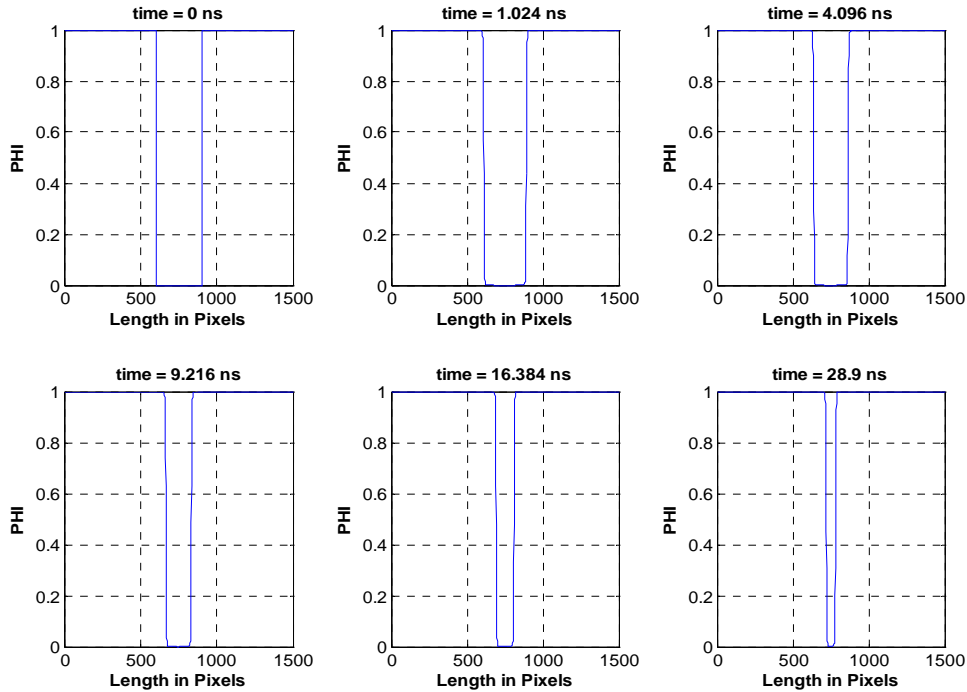 time = 0 ns
1
0.8
0.6
0.4
0.2
0
PHI
0 500 1000 1500
Length in Pixels
time = 1.024 ns
1
0.8
0.6
0.4
0.2
0
PHI
0 500 1000 1500
Length in Pixels
time = 4.096 ns
1
0.8
0.6
0.4
0.2
0
PHI
0 500 1000 1500
Length in Pixels
time = 9.216 ns
1
0.8
0.6
0.4
0.2
0
PHI
0 500 1000 1500
Length in Pixels
time = 16.384 ns
1
0.8
0.6
0.4
0.2
0
PHI
0 500 1000 1500
Length in Pixels
time = 28.9 ns
1
0.8
0.6
0.4
0.2
0
PHI
0 500 1000 1500
Length in Pixels